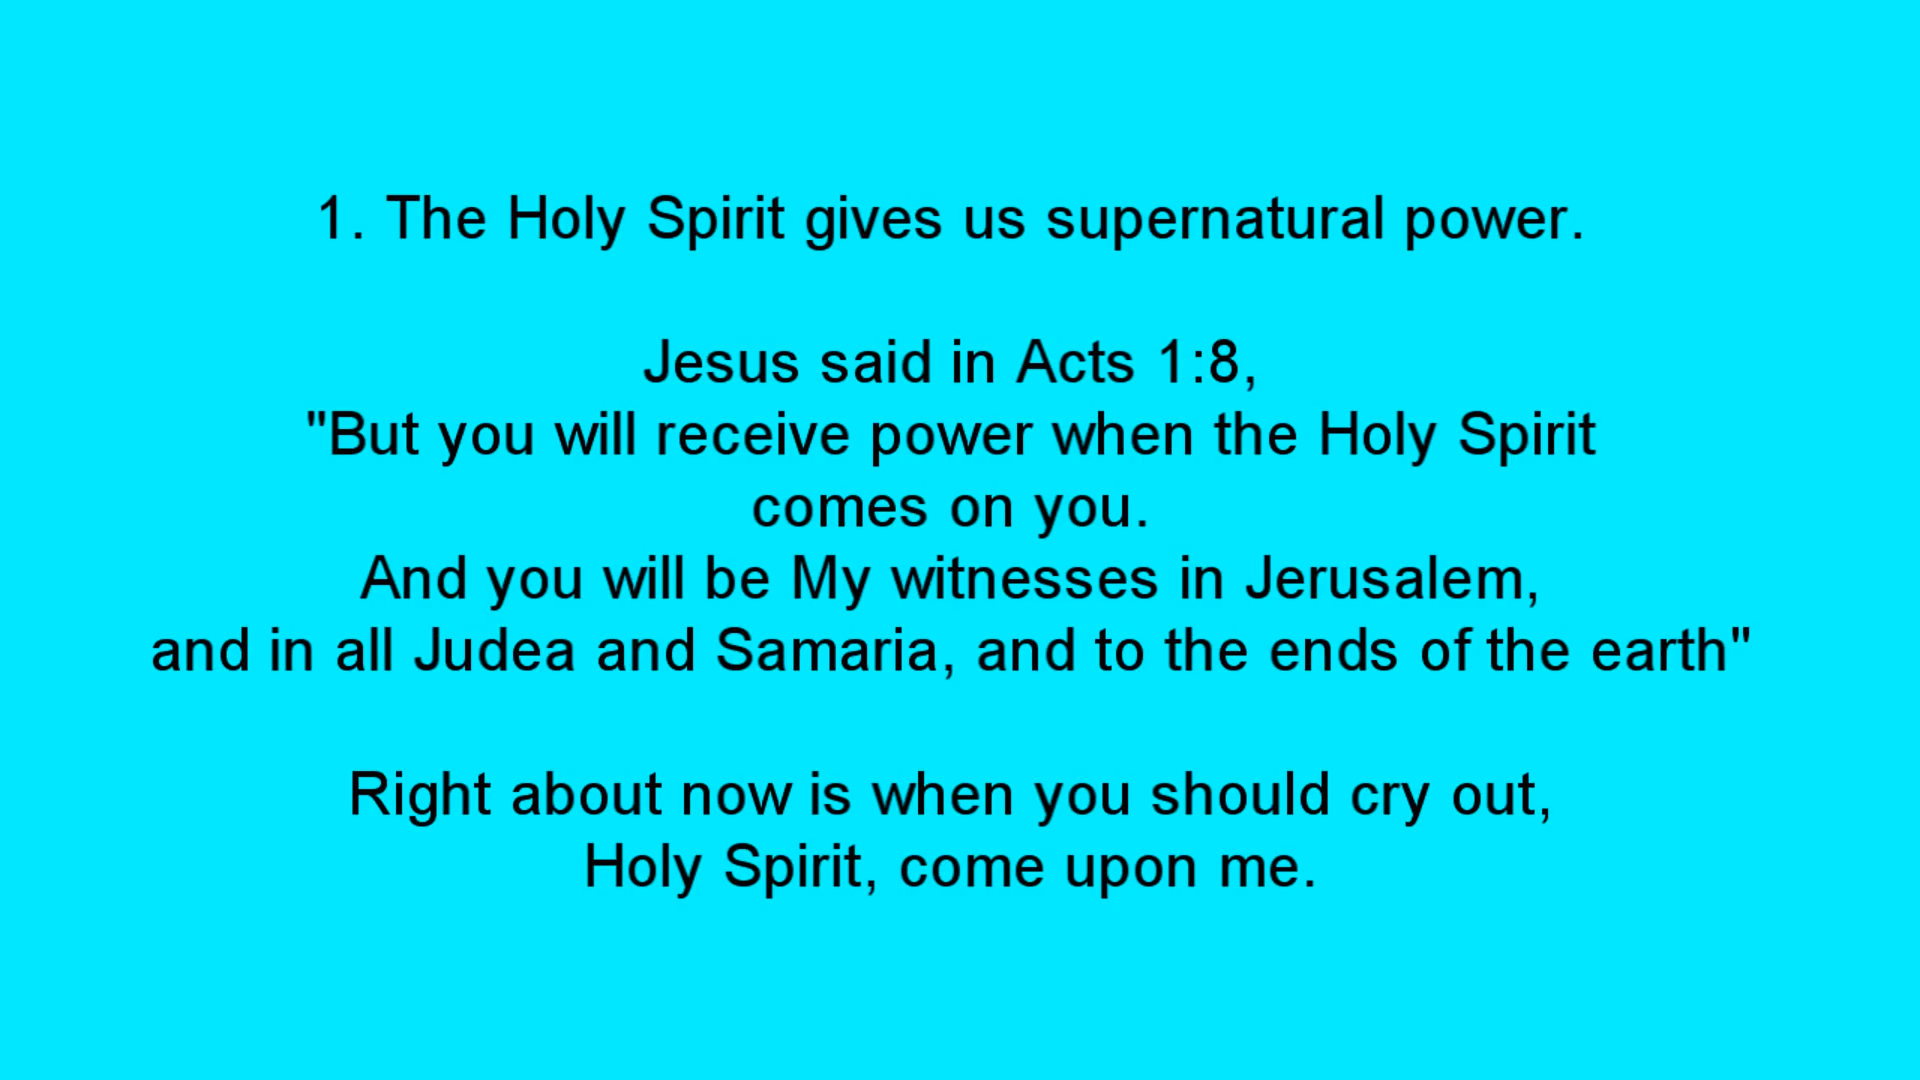 1. The Holy Spirit gives us supernatural power.
Jesus said in Acts 1:8,
"But you will receive power when the Holy Spirit
comes on you.
And you will be My witnesses in Jerusalem,
and in all Judea and Samaria, and to the ends of the earth"
Right about now is when you should cry out,
Holy Spirit, come upon me.